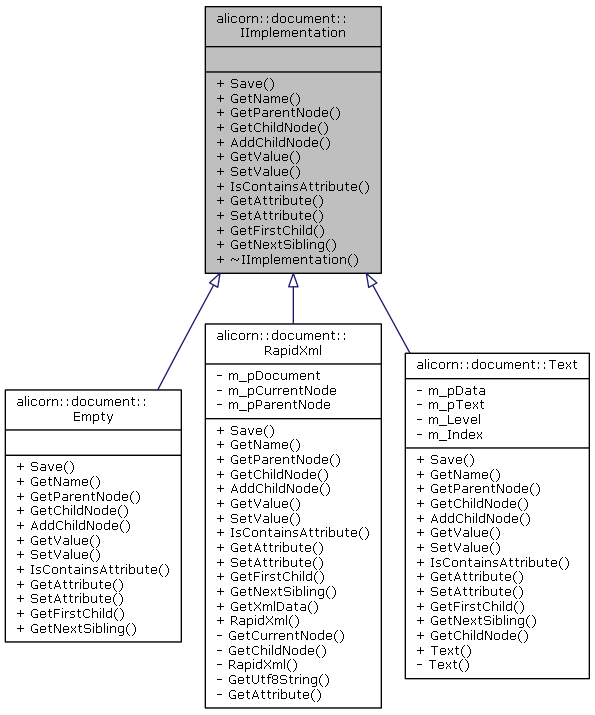 alicorn::document::
IImplementation
+ Save()
+ GetName()
+ GetParentNode()
+ GetChildNode()
+ AddChildNode()
+ GetValue()
+ SetValue()
+ IsContainsAttribute()
+ GetAttribute()
+ SetAttribute()
+ GetFirstChild()
+ GetNextSibling()
+ ~IImplementation()
alicorn::document::
Empty
+ Save()
+ GetName()
+ GetParentNode()
+ GetChildNode()
+ AddChildNode()
+ GetValue()
+ SetValue()
+ IsContainsAttribute()
+ GetAttribute()
+ SetAttribute()
+ GetFirstChild()
+ GetNextSibling()
alicorn::document::
RapidXml
- m_pDocument
- m_pCurrentNode
- m_pParentNode
+ Save()
+ GetName()
+ GetParentNode()
+ GetChildNode()
+ AddChildNode()
+ GetValue()
+ SetValue()
+ IsContainsAttribute()
+ GetAttribute()
+ SetAttribute()
+ GetFirstChild()
+ GetNextSibling()
+ GetXmlData()
+ RapidXml()
- GetCurrentNode()
- GetChildNode()
- RapidXml()
- GetUtf8String()
- GetAttribute()
alicorn::document::Text
- m_pData
- m_pText
- m_Level
- m_Index
+ Save()
+ GetName()
+ GetParentNode()
+ GetChildNode()
+ AddChildNode()
+ GetValue()
+ SetValue()
+ IsContainsAttribute()
+ GetAttribute()
+ SetAttribute()
+ GetFirstChild()
+ GetNextSibling()
+ GetChildNode()
+ Text()
- Text()